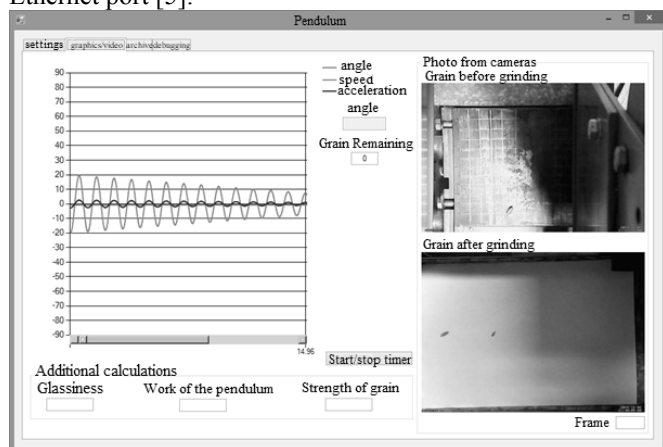 Ethernet port [5].
Pendulum
settings graphics/video archive debugging
angle
speed
acceleration
angle
Grain Remaining
0
Photo from cameras
Grain before grinding
Grain after grinding
90
80
70
60
50
40
30
20
10
0
-10
-20
-30
-40
-50
-60
-70
-80
-90
14.96
Start/stop timer
Additional calculations
Glassiness Work of the pendulum Strength of grain
Frame